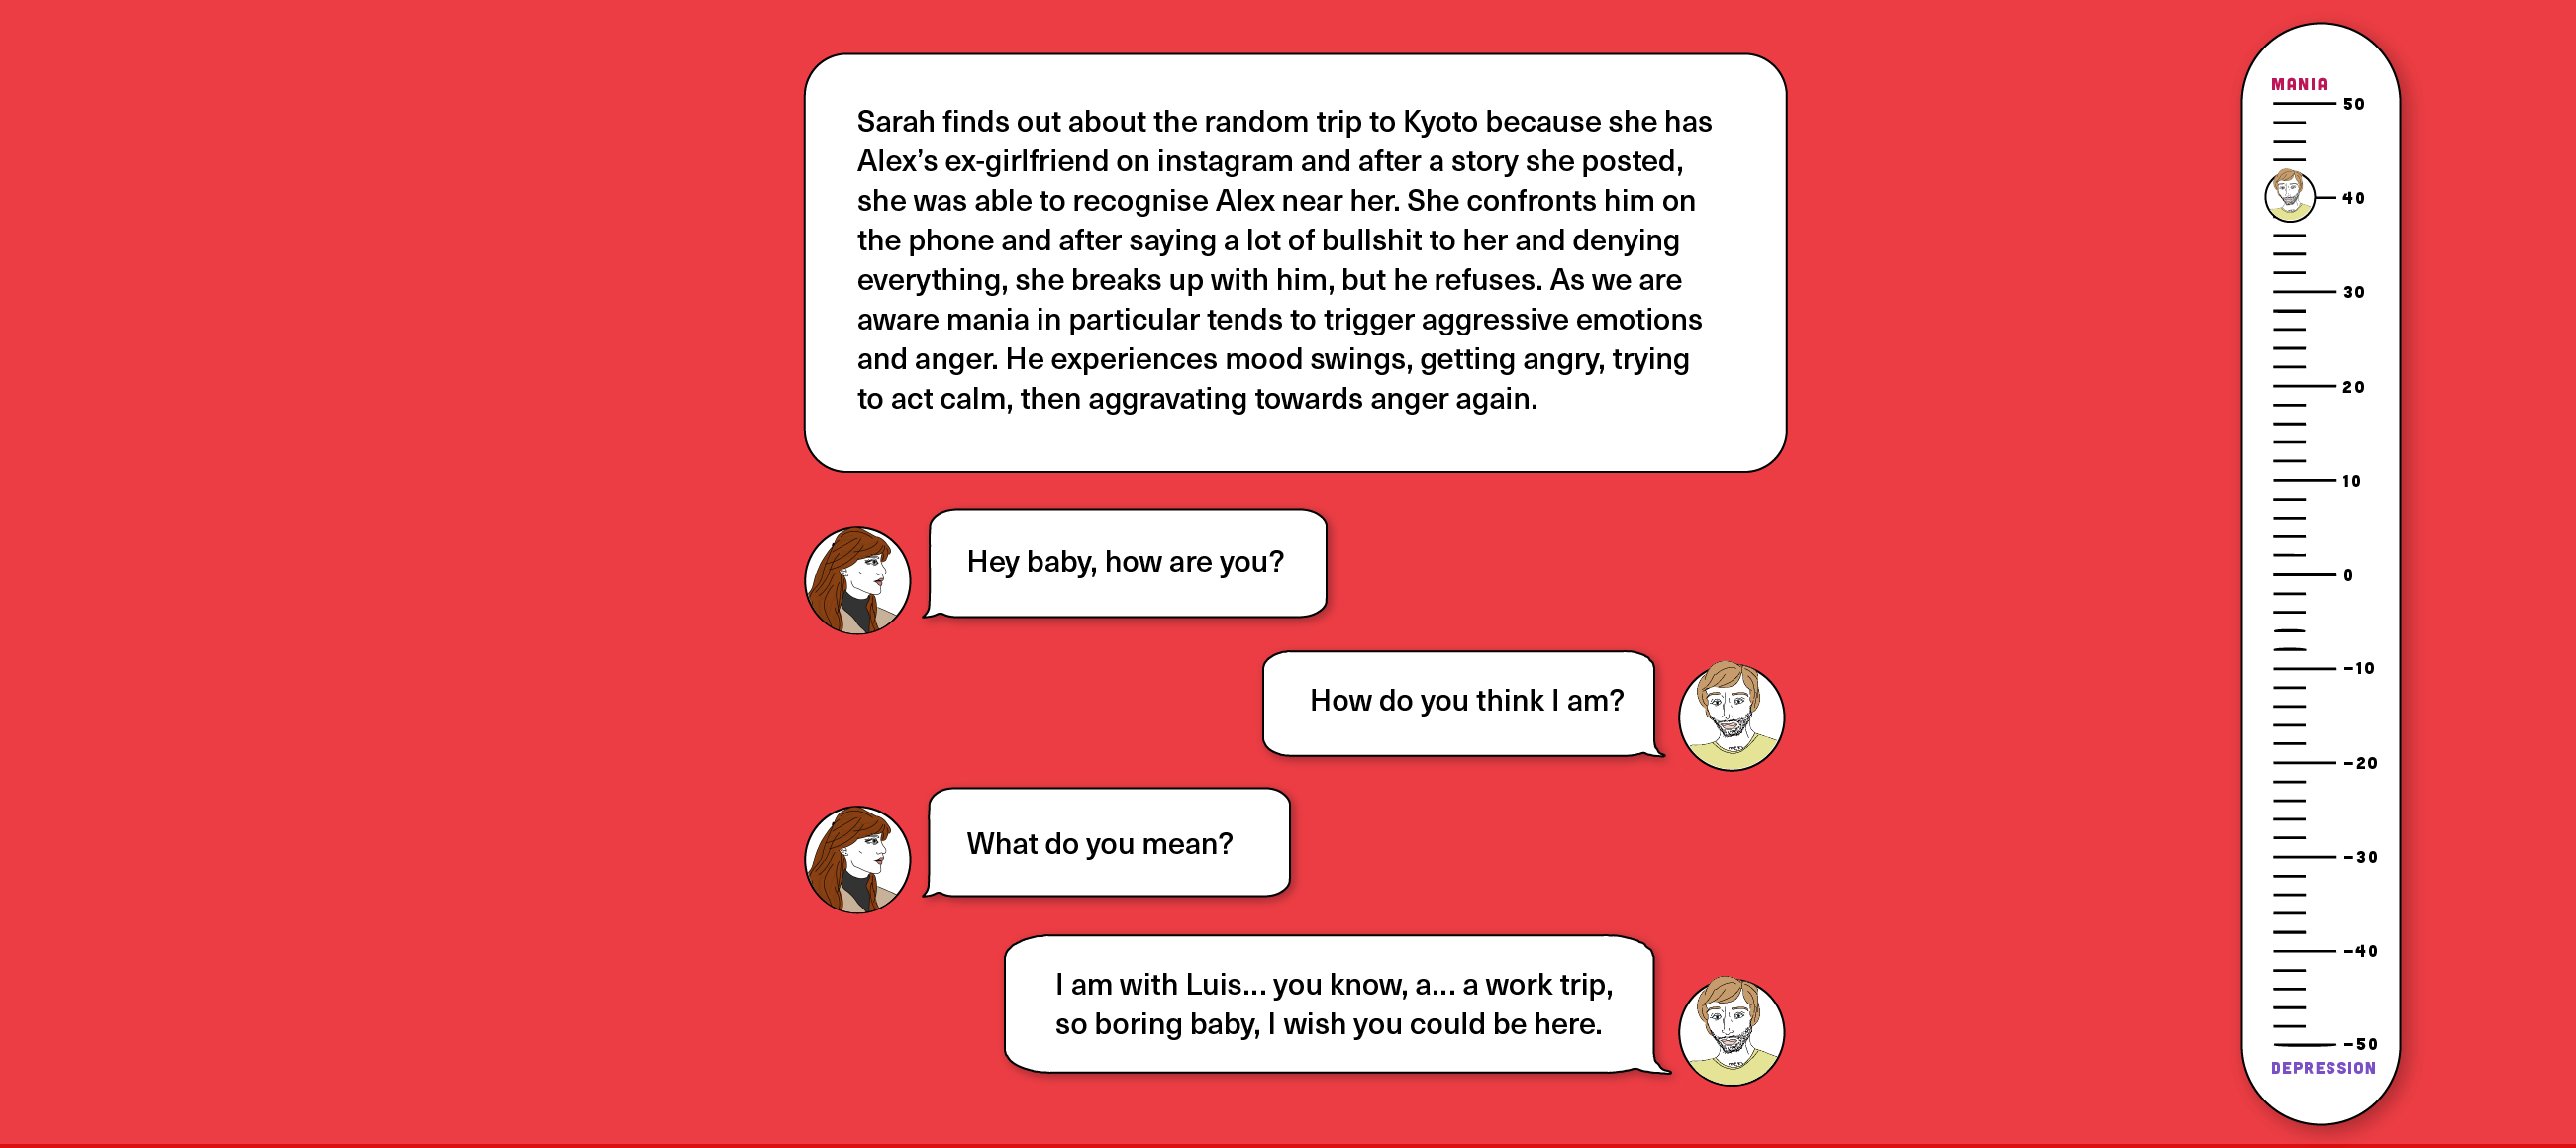 Sarah finds out about the random trip to Kyoto because she has
Alex’s ex-girlfriend on instagram and after a story she posted,
she was able to recognise Alex near her. She confronts him on
the phone and after saying a lot of bullshit to her and denying
everything, she breaks up with him, but he refuses. As we are
aware mania in particular tends to trigger aggressive emotions
and anger. He experiences mood swings, getting angry, trying
to act calm, then aggravating towards anger again.
Hey baby, how are you?
How do you think I am?
What do you mean?
I am with Luis... you know, a... a work trip,
so boring baby, I wish you could be here.
MANIA
50
40
30
20
10
0
-10
-20
-30
-40
-50
DEPRESSION